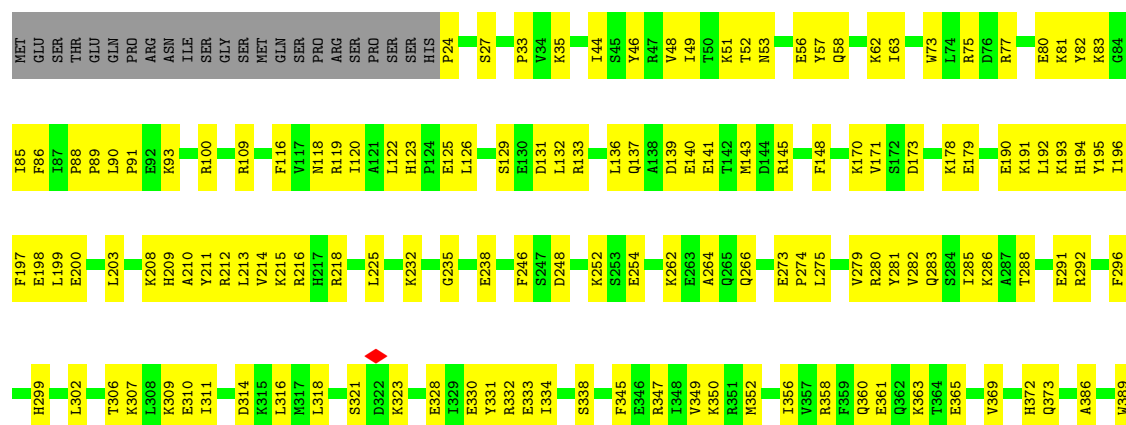 MET GLU SER THR GLU GLN PRO ARG ASN ILE SER GLY SER MET GLN SER PRO ARG SER PRO SER SER HIS P24 S27 P33 V34 K35 I44 S45 Y46 R47 V48 I49 T50 K51 T52 N53 E56 Y57 Q58 K62 I63 W73 L74 R75 D76 R77 E80 K81 Y82 K83 G84
I85 F86 I87 P88 P89 L90 P91 E92 K93 R100 R109 F116 V117 N118 R119 I120 A121 L122 H123 P124 E125 L126 S129 E130 D131 L132 R133 L136 Q137 A138 D139 E140 E141 T142 M143 D144 R145 F148 K170 V171 S172 D173 K178 E179 E190 K191 L192 K193 H194 Y195 I196
F197 E198 L199 E200 L203 K208 H209 A210 Y211 R212 L213 V214 K215 R216 H217 R218 L225 K232 G235 E238 F246 S247 D248 K252 S253 E254 K262 E263 A264 Q265 Q266 E273 P274 L275 V279 R280 Y281 V282 Q283 S284 I285 K286 A287 T288 E291 R292 F296
H299 L302 T306 K307 L308 K309 E310 I311 D314 K315 L316 M317 L318 S321 D322 K323 E328 I329 E330 Y331 R332 E333 I334 S338 F345 E346 R347 I348 V349 K350 R351 M352 I356 V357 R358 F359 Q360 E361 Q362 K363 T364 E365 V369 H372 Q373 A386 W389